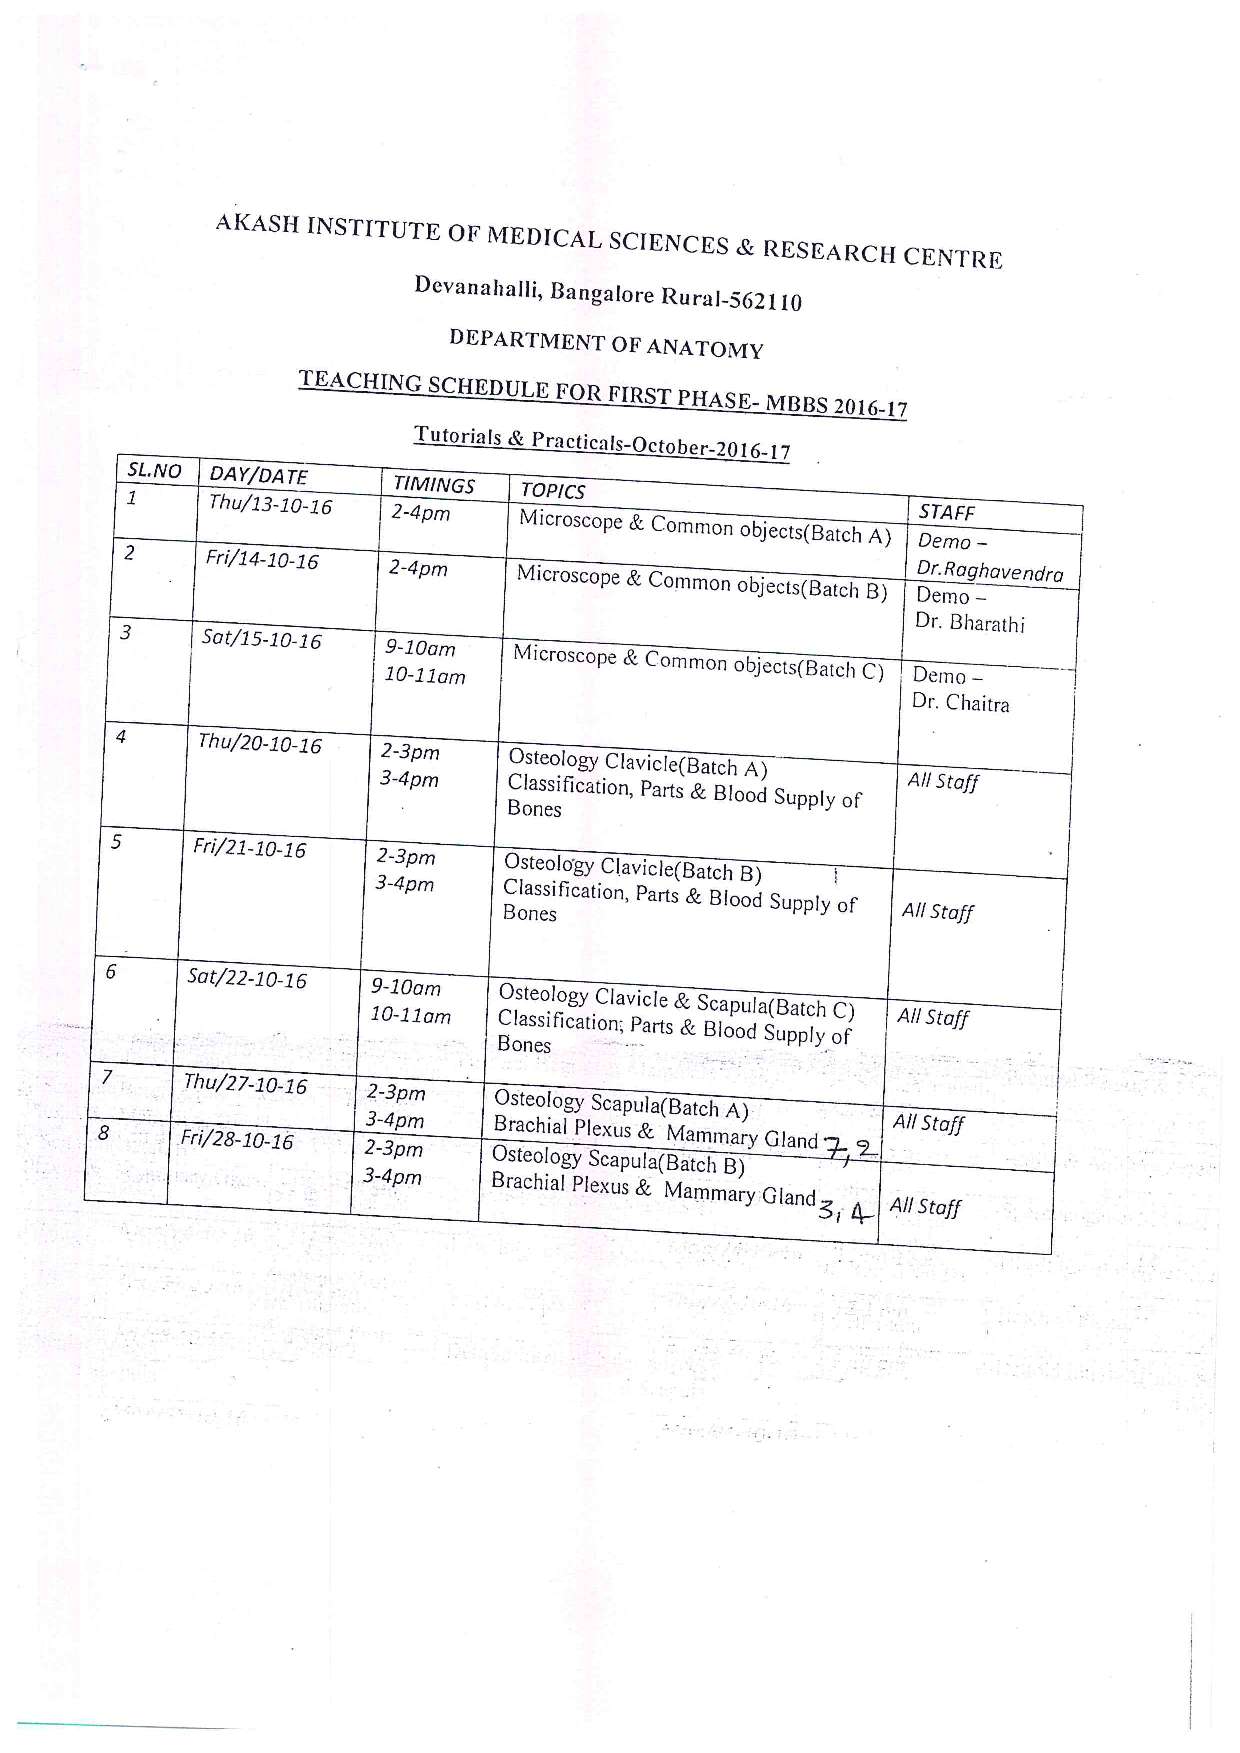 AKASH INSTITUTE OF MEDICAL SCIENCES & RESEARCH CENTRE
Devanahalli, Bangalore Rural-562110
DEPARTMENT OF ANATOMY
TEACHING SCHEDULE FOR FIRST PHASE- MBBS 2016-17
Tutorials & Practicals-October-2016-17
SL.NO DAY/DATE TIMINGS TOPICS STAFF
1 Thu/13-10-16 2-4pm Microscope & Common objects(Batch A) Demo –
Dr.Raghavendra
2 Fri/14-10-16 2-4pm Microscope & Common objects(Batch B) Demo –
Dr. Bharathi
3 Sat/15-10-16 9-10am Microscope & Common objects(Batch C) Demo –
10-11am Dr. Chaitra
4 Thu/20-10-16 2-3pm Osteology Clavicle(Batch A) All Staff
3-4pm Classification, Parts & Blood Supply of
Bones
5 Fri/21-10-16 2-3pm Osteology Clavicle(Batch B)
3-4pm Classification, Parts & Blood Supply of All Staff
Bones
6 Sat/22-10-16 9-10am Osteology Clavicle & Scapula(Batch C) All Staff
10-11am Classification; Parts & Blood Supply of
Bones
7 Thu/27-10-16 2-3pm Osteology Scapula(Batch A) All Staff
3-4pm Brachial Plexus & Mammary Gland 7,2
8 Fri/28-10-16 2-3pm Osteology Scapula(Batch B)
3-4pm Brachial Plexus & Mammary Gland 3, 4 All Staff